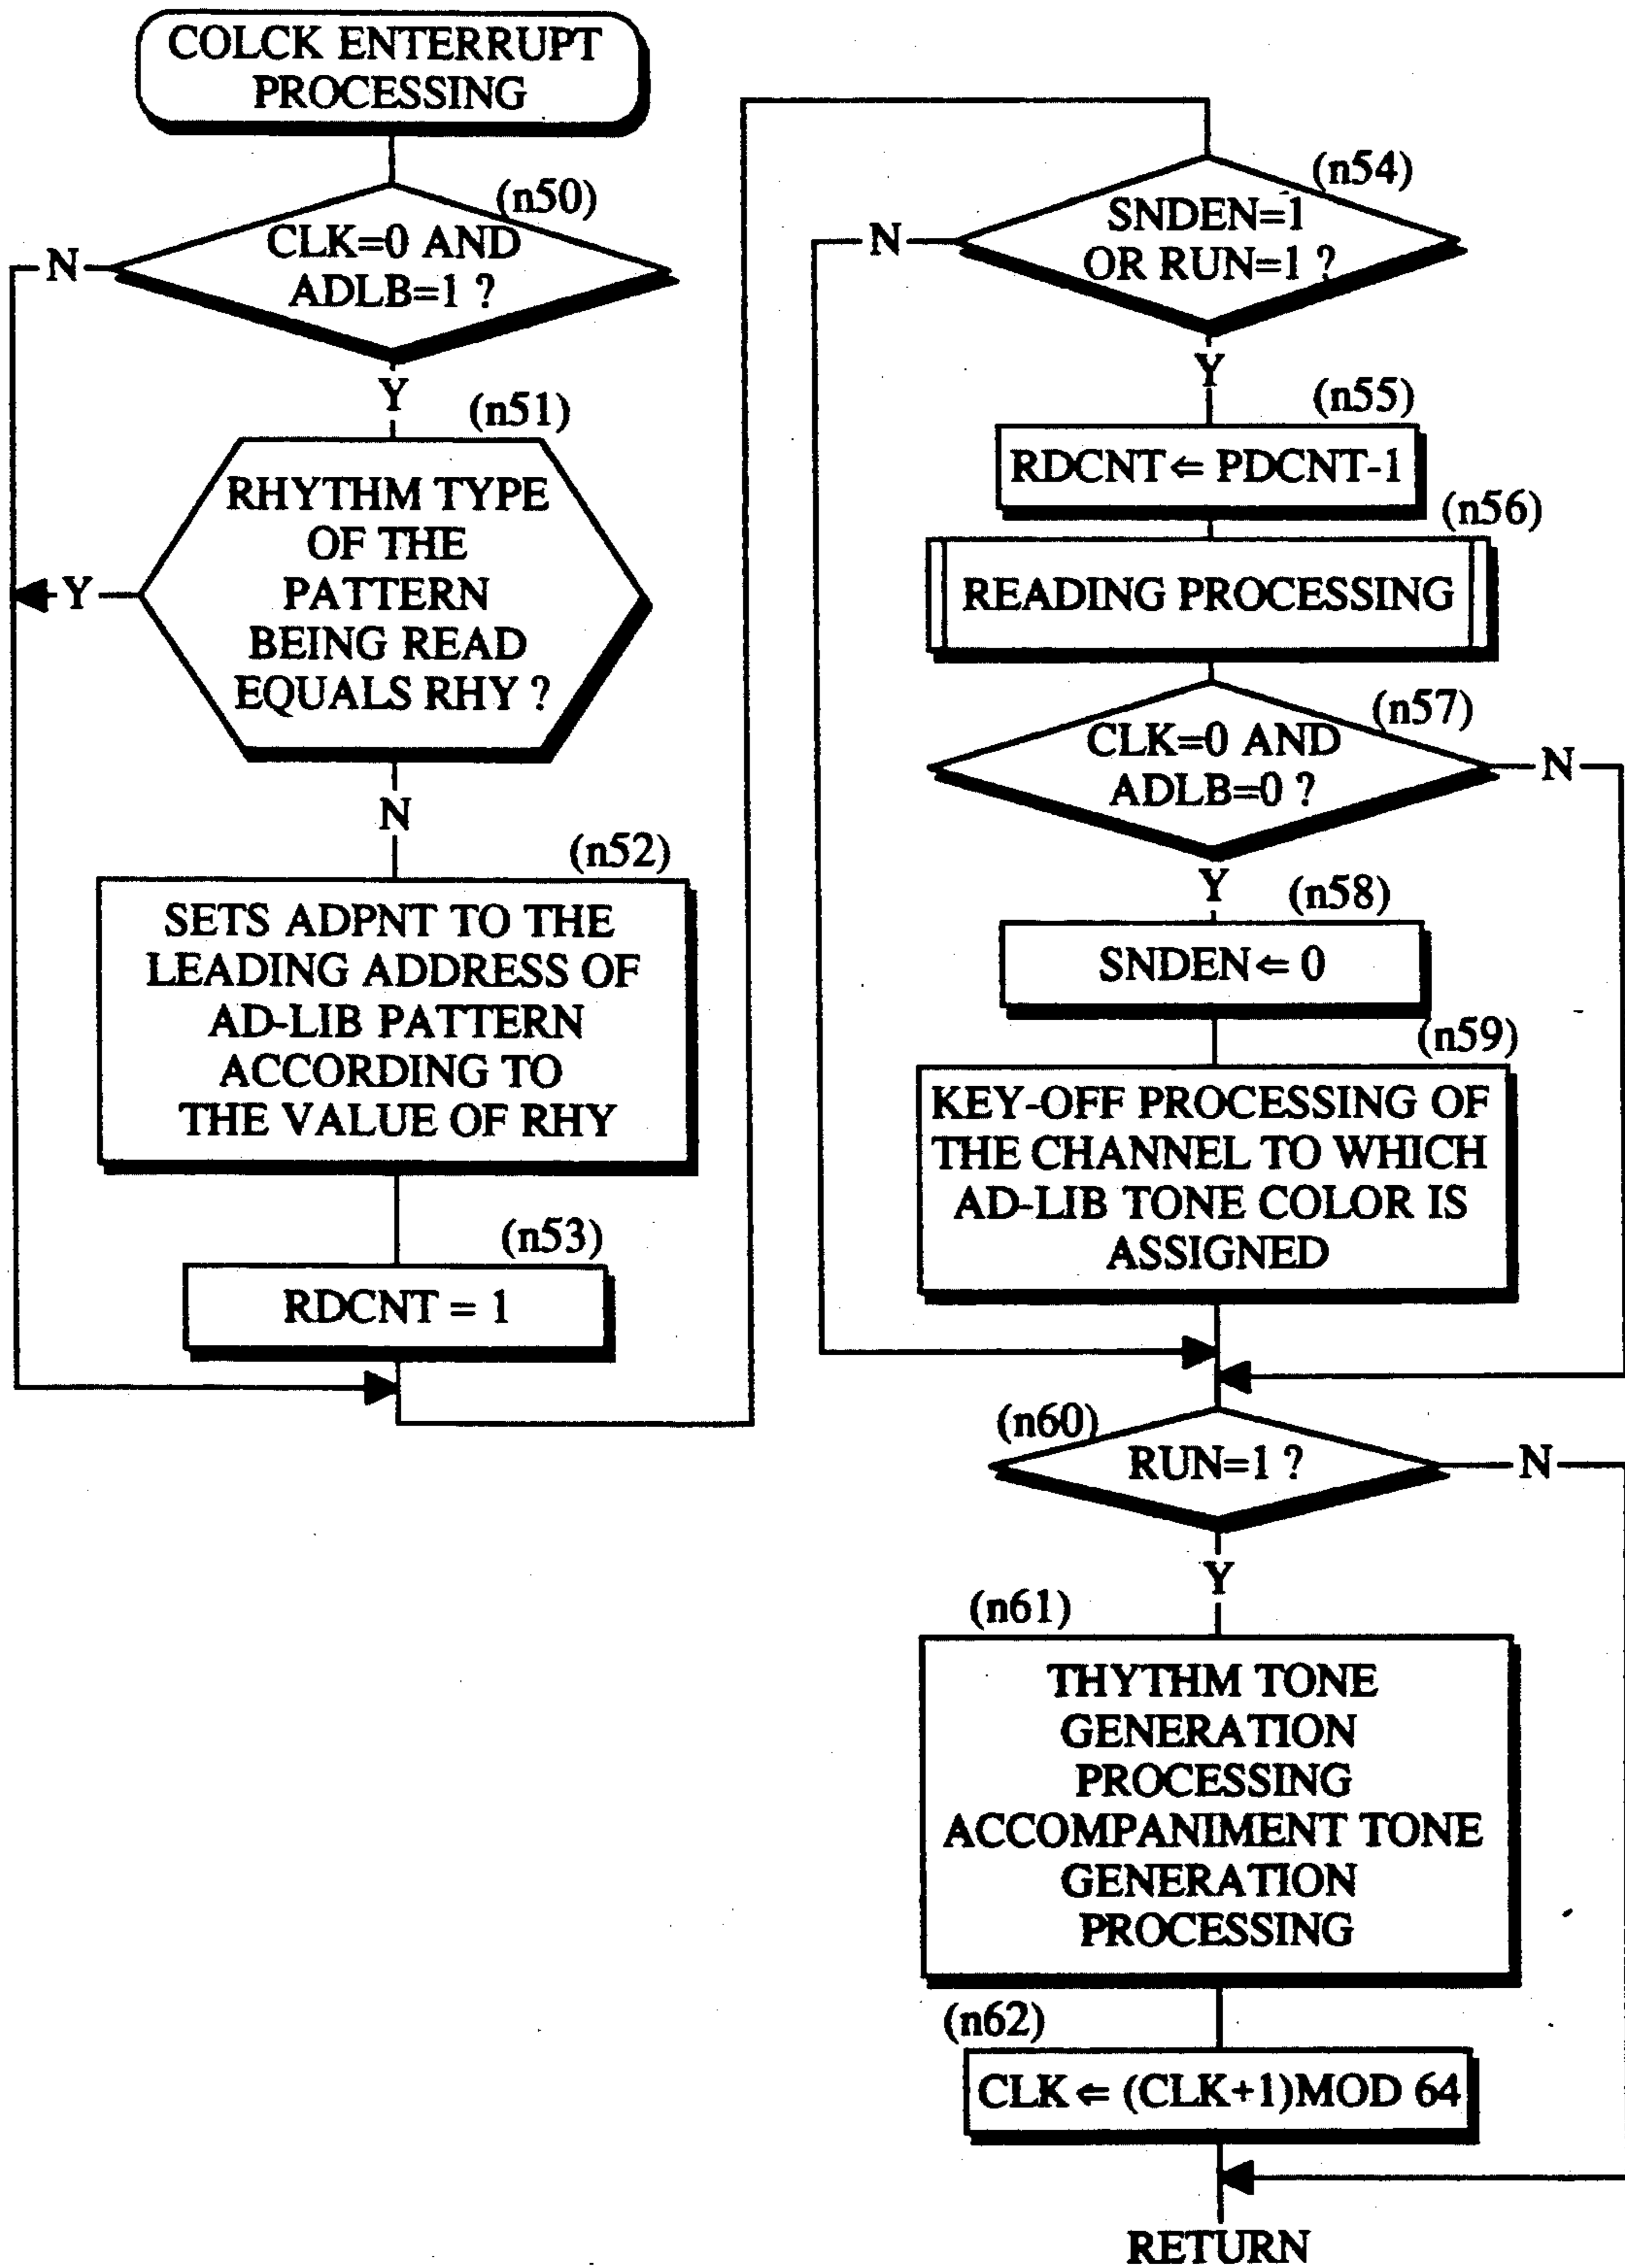 COLCK ENTERRUPT
PROCESSING
(n50)
CLK=0 AND
ADLB=1 ?
N
Y
(n51)
RHYTHM TYPE
OF THE
PATTERN
BEING READ
EQUALS RHY ?
Y
N
(n52)
SETS ADPNT TO THE
LEADING ADDRESS OF
AD-LIB PATTERN
ACCORDING TO
THE VALUE OF RHY
(n53)
RDCNT = 1
(n54)
SNDEN=1
OR RUN=1 ?
N
Y
(n55)
RDCNT ⇐ PDCNT-1
(n56)
READING PROCESSING
(n57)
CLK=0 AND
ADLB=0 ?
N
Y
(n58)
SNDEN ⇐ 0
(n59)
KEY-OFF PROCESSING OF
THE CHANNEL TO WHICH
AD-LIB TONE COLOR IS
ASSIGNED
(n60)
RUN=1 ?
N
Y
(n61)
THYTHM TONE
GENERATION
PROCESSING
ACCOMPANIMENT TONE
GENERATION
PROCESSING
(n62)
CLK ⇐ (CLK+1)MOD 64
RETURN